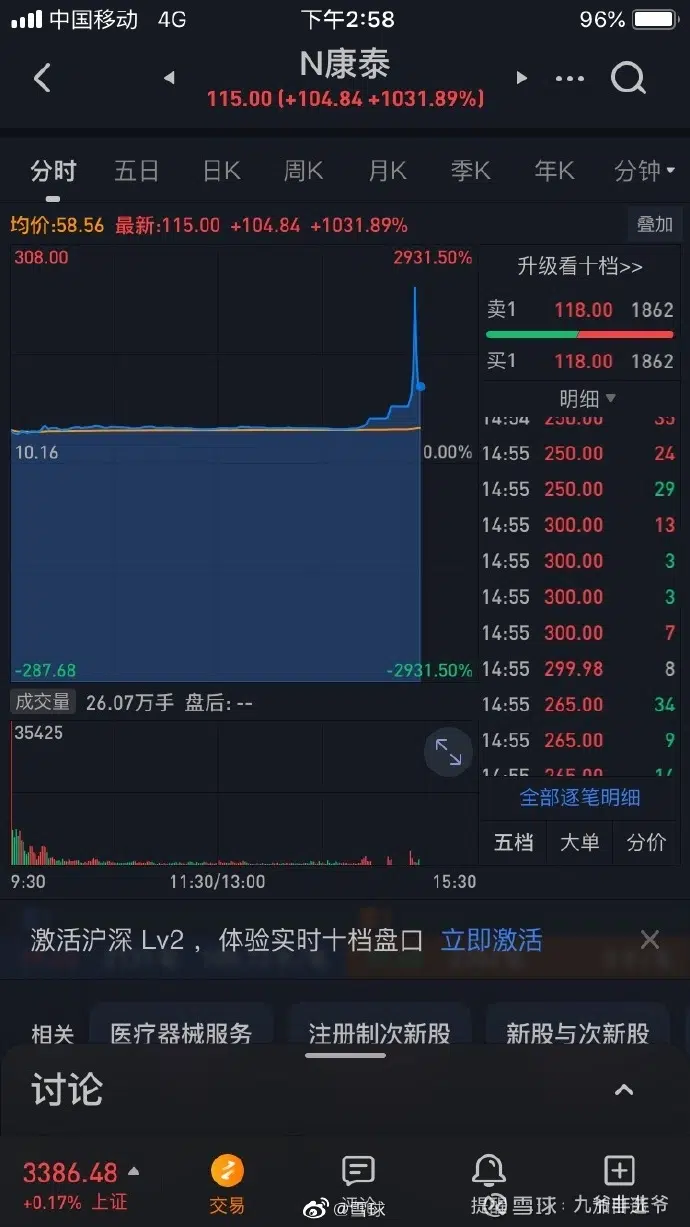 中国移动 4G 下午2:58 96%
N康泰
115.00 (+104.84 +1031.89%)
分时 五日 日K 周K 月K 季K 年K 分钟
均价:58.56 最新:115.00 +104.84 +1031.89% 叠加
308.00 2931.50%
10.16 0.00%
-287.68 -2931.50%
升级看十档>>
卖1 118.00 1862
买1 118.00 1862
明细
14:54 250.00 35
14:55 250.00 24
14:55 250.00 29
14:55 300.00 13
14:55 300.00 3
14:55 300.00 3
14:55 300.00 7
14:55 299.98 8
14:55 265.00 34
14:55 265.00 9
14:55 265.00
全部逐笔明细
五档 大单 分价
成交量 26.07万手 盘后: --
35425
9:30 11:30/13:00 15:30
激活沪深 Lv2 ，体验实时十档盘口 立即激活
相关 医疗器械服务 注册制次新股 新股与次新股
讨论
3386.48
+0.17% 上证
交易
@雪球
雪球：九爷